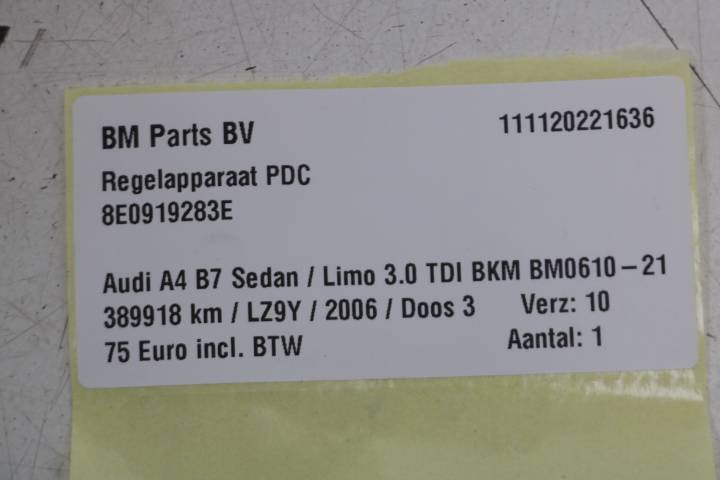 BM Parts BV 111120221636
Regelapparaat PDC
8E0919283E
Audi A4 B7 Sedan / Limo 3.0 TDI BKM BM0610-21
389918 km / LZ9Y / 2006 / Doos 3 Verz: 10
75 Euro incl. BTW Aantal: 1